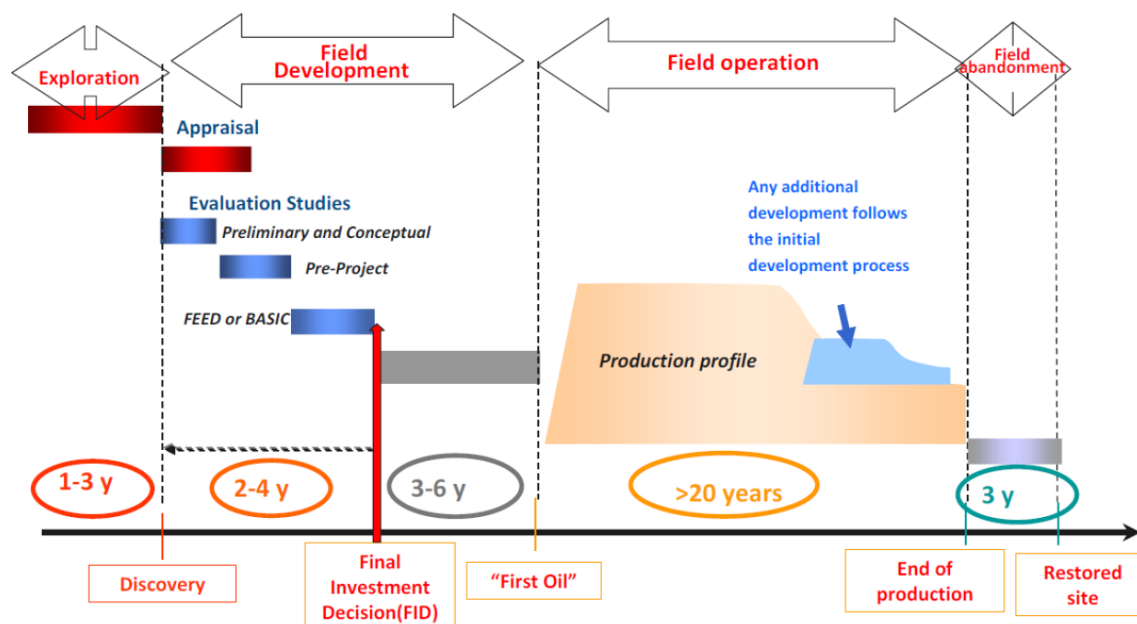 Exploration
Field
Development
Field operation
Field
abandonment
Appraisal
Evaluation Studies
Preliminary and Conceptual
Pre-Project
FEED or BASIC
Any additional
development follows
the initial
development process
Production profile
1-3 y
2-4 y
3-6 y
>20 years
3 y
Discovery
Final
Investment
Decision(FID)
“First Oil”
End of
production
Restored
site